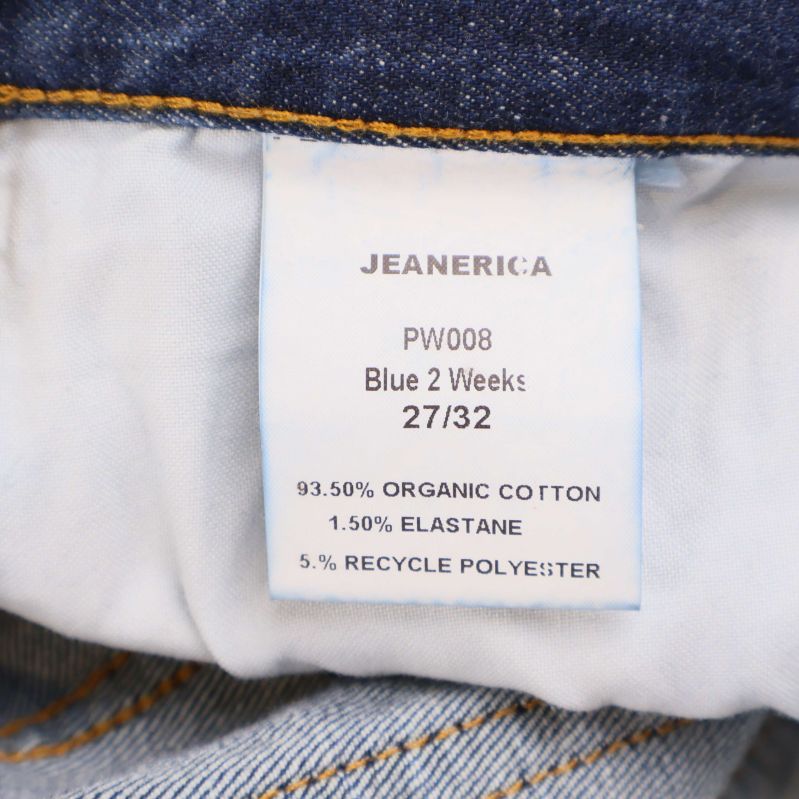 JEANERICA
PW008
Blue 2 Weeks
27/32
93.50% ORGANIC COTTON
1.50% ELASTANE
5.% RECYCLE POLYESTER